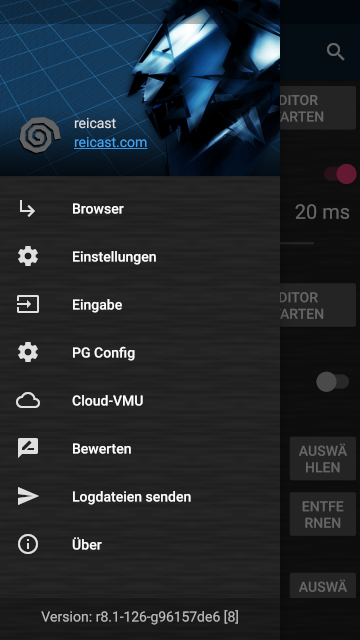 reicast
reicast.com
Browser
Einstellungen
Eingabe
PG Config
Cloud-VMU
Bewerten
Logdateien senden
Über
Version: r8.1-126-g96157de6 [8]
DITOR
ARTEN
20 ms
DITOR
ARTEN
AUSWÄ
HLEN
ENTFE
RNEN
AUSWÄ